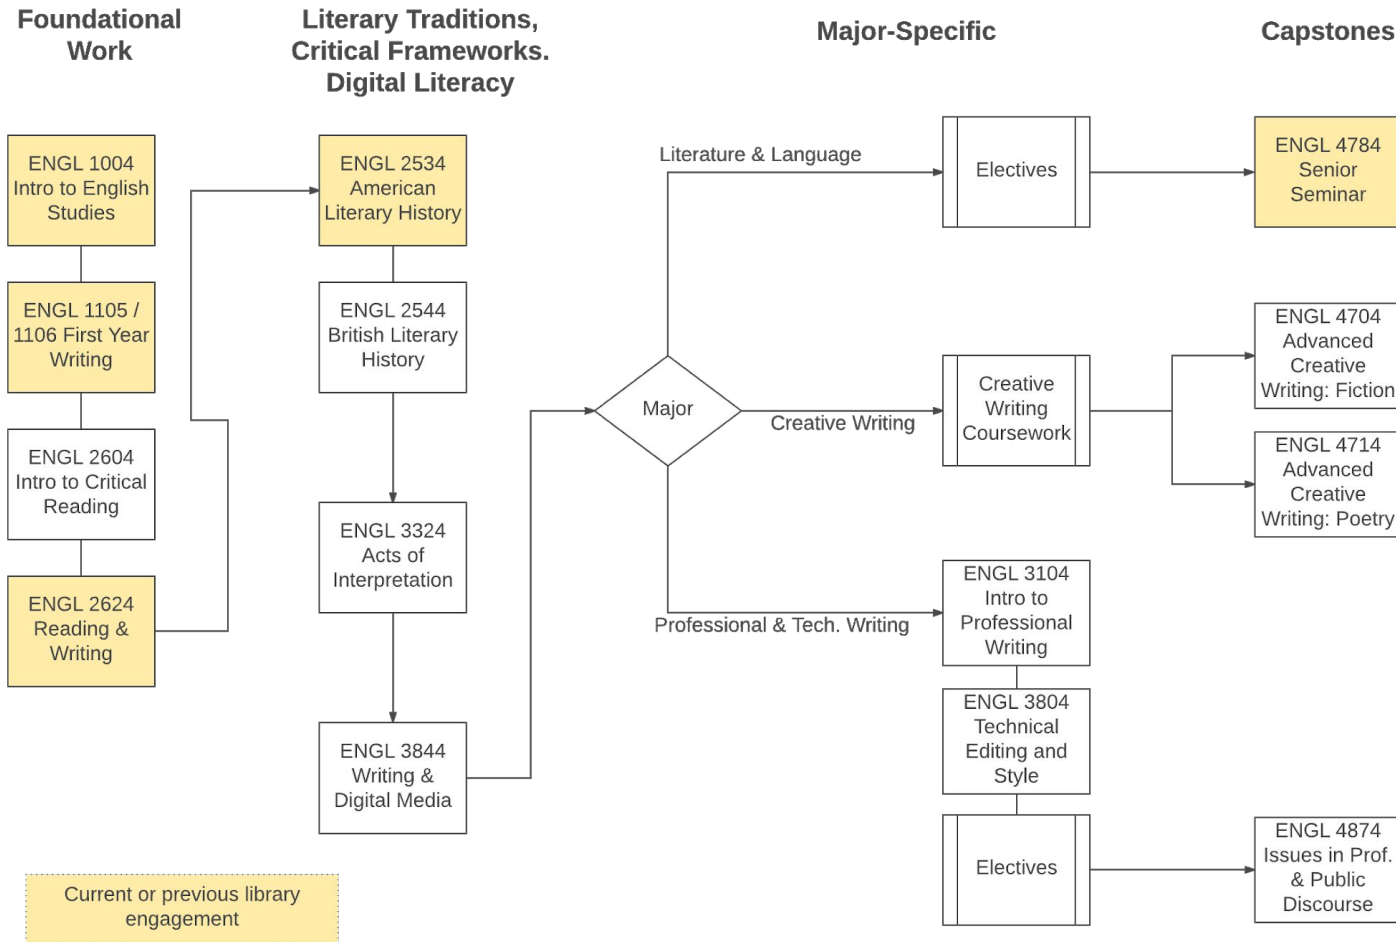 Foundational
Work
Literary Traditions,
Critical Frameworks.
Digital Literacy
Major-Specific
Capstones
ENGL 1004
Intro to English
Studies
ENGL 1105 /
1106 First Year
Writing
ENGL 2604
Intro to Critical
Reading
ENGL 2624
Reading &
Writing
ENGL 2534
American
Literary History
ENGL 2544
British Literary
History
ENGL 3324
Acts of
Interpretation
ENGL 3844
Writing &
Digital Media
Major
Literature & Language
Creative Writing
Professional & Tech. Writing
Electives
Creative
Writing
Coursework
ENGL 3104
Intro to
Professional
Writing
ENGL 3804
Technical
Editing and
Style
Electives
ENGL 4784
Senior
Seminar
ENGL 4704
Advanced
Creative
Writing: Fiction
ENGL 4714
Advanced
Creative
Writing: Poetry
ENGL 4874
Issues in Prof.
& Public
Discourse
Current or previous library
engagement